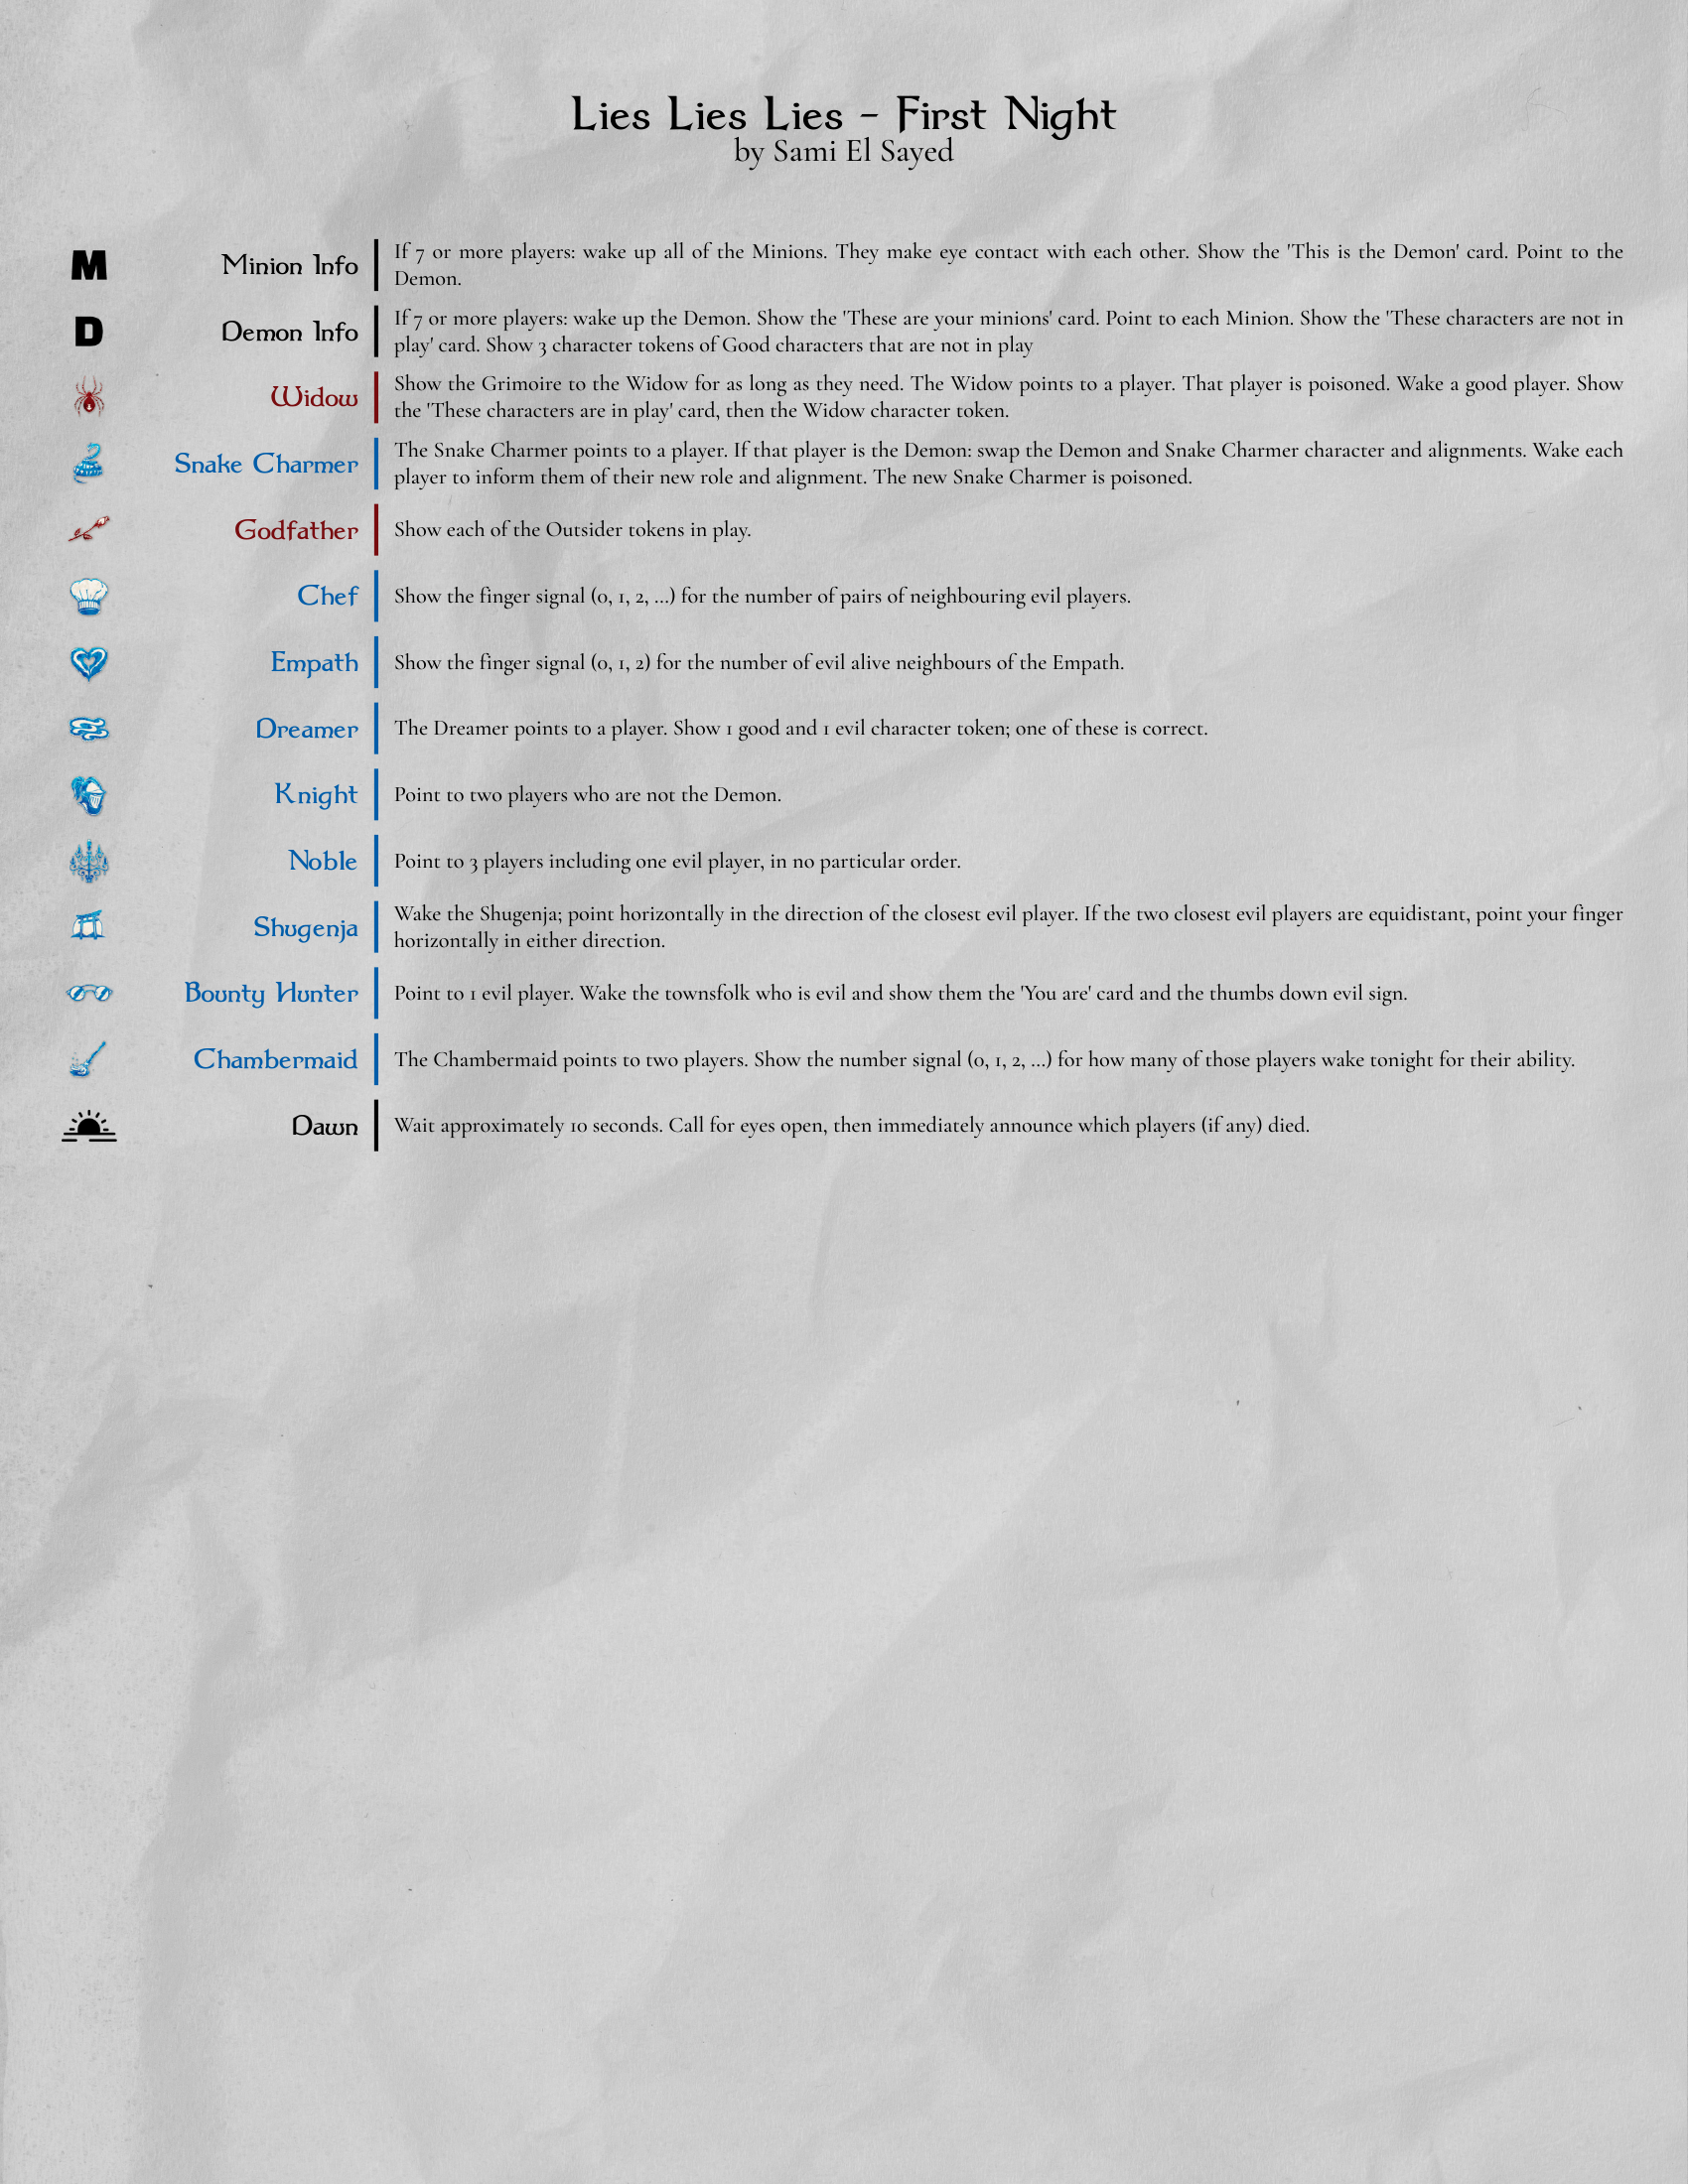 Lies Lies Lies - First Night
by Sami El Sayed
M
Minion Info
If 7 or more players: wake up all of the Minions. They make eye contact with each other. Show the 'This is the Demon' card. Point to the
Demon.
D
Demon Info
If 7 or more players: wake up the Demon. Show the 'These are your minions' card. Point to each Minion. Show the 'These characters are not in
play' card. Show 3 character tokens of Good characters that are not in play
Widow
Show the Grimoire to the Widow for as long as they need. The Widow points to a player. That player is poisoned. Wake a good player. Show
the 'These characters are in play' card, then the Widow character token.
Snake Charmer
The Snake Charmer points to a player. If that player is the Demon: swap the Demon and Snake Charmer character and alignments. Wake each
player to inform them of their new role and alignment. The new Snake Charmer is poisoned.
Godfather
Show each of the Outsider tokens in play.
Chef
Show the finger signal (0, 1, 2, ...) for the number of pairs of neighbouring evil players.
Empath
Show the finger signal (0, 1, 2) for the number of evil alive neighbours of the Empath.
Dreamer
The Dreamer points to a player. Show 1 good and 1 evil character token; one of these is correct.
Knight
Point to two players who are not the Demon.
Noble
Point to 3 players including one evil player, in no particular order.
Shugenja
Wake the Shugenja; point horizontally in the direction of the closest evil player. If the two closest evil players are equidistant, point your finger
horizontally in either direction.
Bounty Hunter
Point to 1 evil player. Wake the townsfolk who is evil and show them the 'You are' card and the thumbs down evil sign.
Chambermaid
The Chambermaid points to two players. Show the number signal (0, 1, 2, ...) for how many of those players wake tonight for their ability.
Dawn
Wait approximately 10 seconds. Call for eyes open, then immediately announce which players (if any) died.